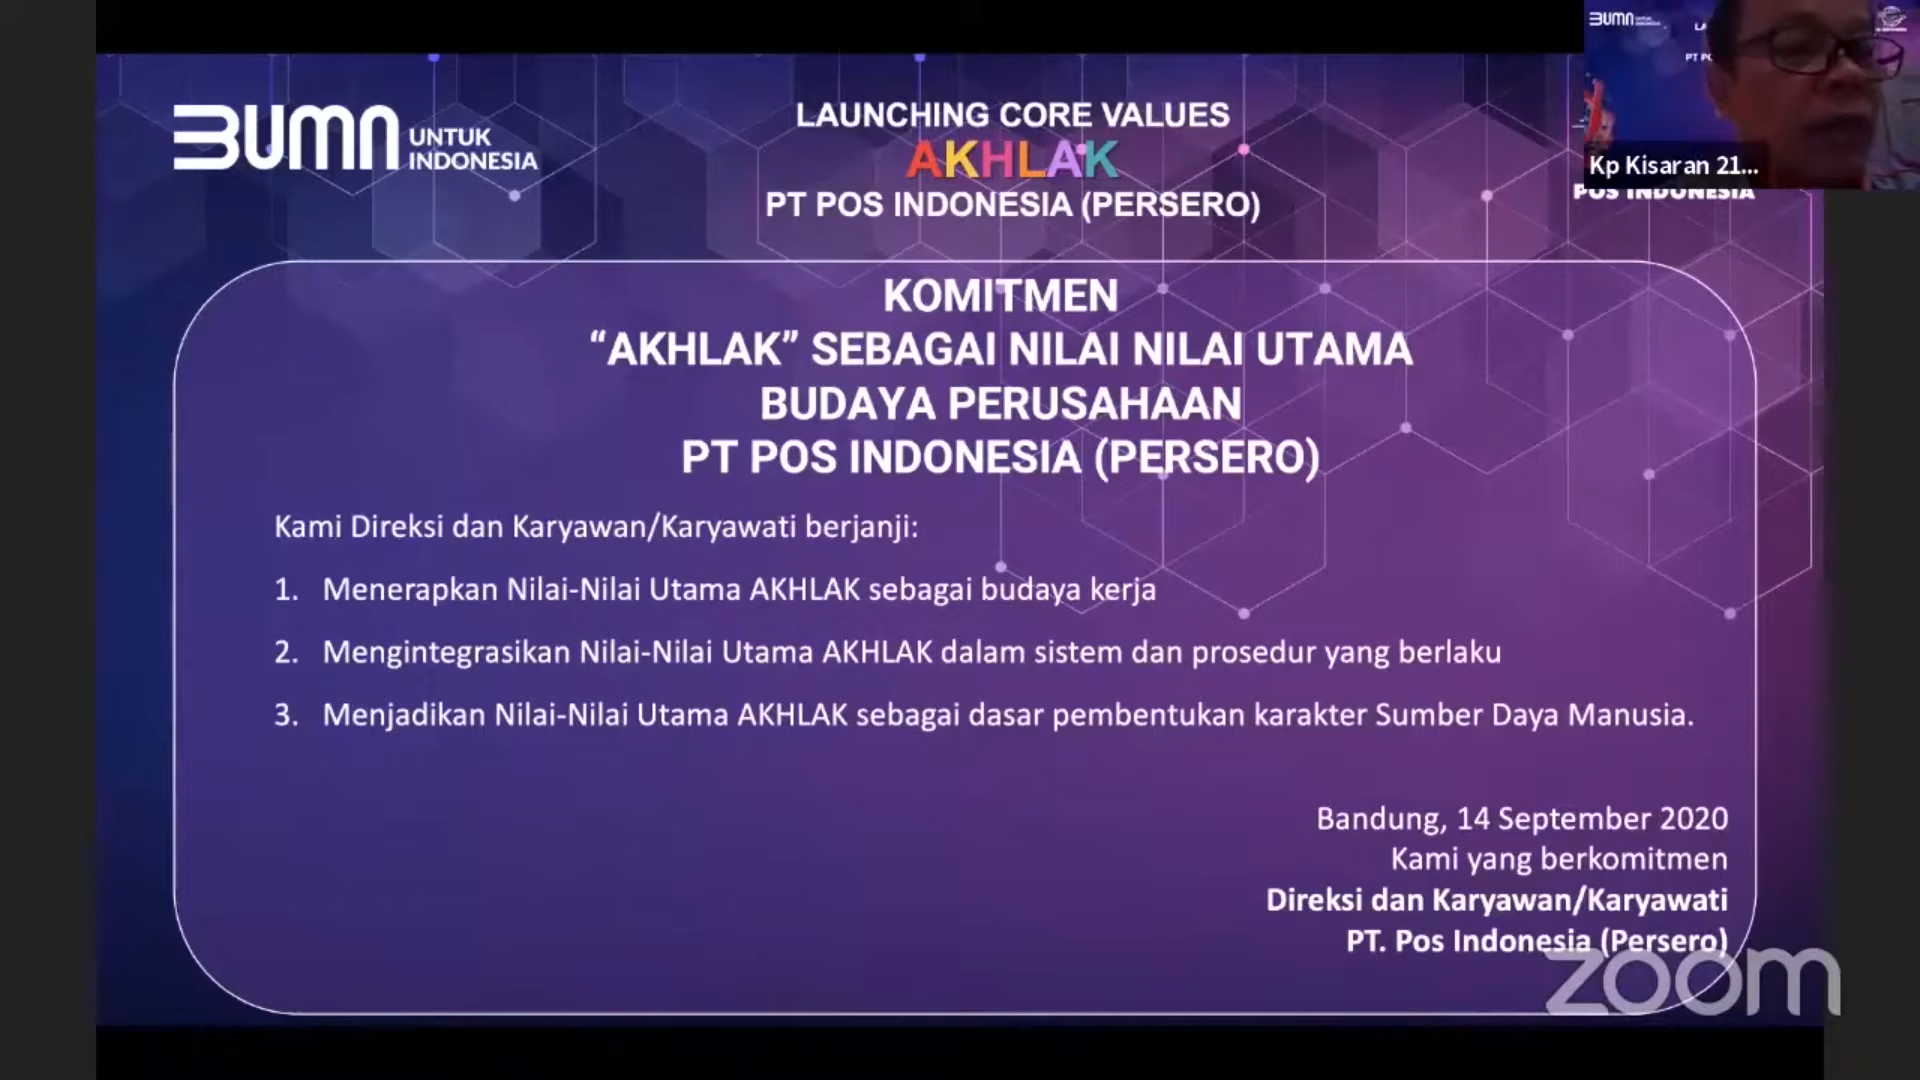 BUMN UNTUK
INDONESIA
LAUNCHING CORE VALUES
AKHLAK
PT POS INDONESIA (PERSERO)
BUMN
Kp Kisaran 21...
POS INDONESIA
KOMITMEN
“AKHLAK” SEBAGAI NILAI NILAI UTAMA
BUDAYA PERUSAHAAN
PT POS INDONESIA (PERSERO)
Kami Direksi dan Karyawan/Karyawati berjanji:
1. Menerapkan Nilai-Nilai Utama AKHLAK sebagai budaya kerja
2. Mengintegrasikan Nilai-Nilai Utama AKHLAK dalam sistem dan prosedur yang berlaku
3. Menjadikan Nilai-Nilai Utama AKHLAK sebagai dasar pembentukan karakter Sumber Daya Manusia.
Bandung, 14 September 2020
Kami yang berkomitmen
Direksi dan Karyawan/Karyawati
PT. Pos Indonesia (Persero)
zoom